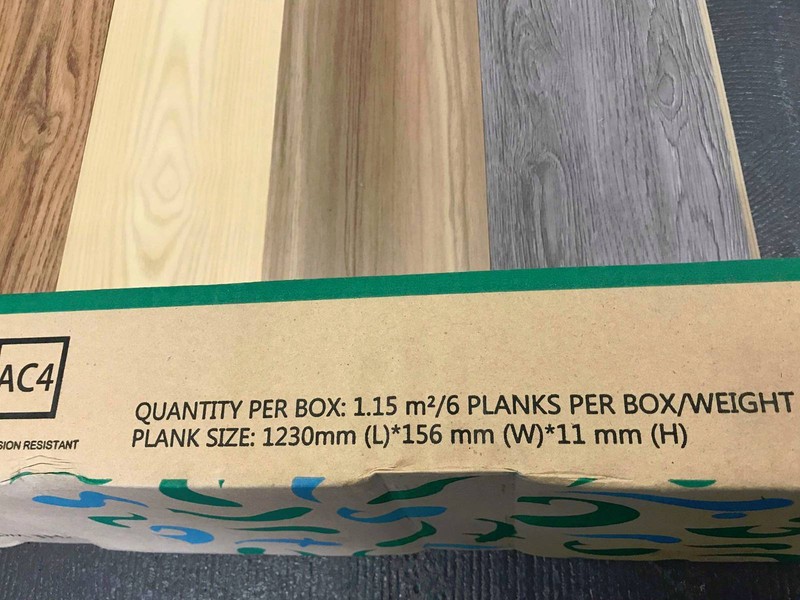 AC4
QUANTITY PER BOX: 1.15 m²/6 PLANKS PER BOX/WEIGHT
PLANK SIZE: 1230mm (L)*156 mm (W)*11 mm (H)
SION RESISTANT